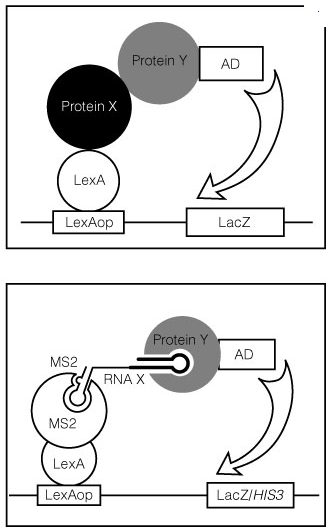 Protein Y
AD
Protein X
LexA
LexAop
LacZ
Protein Y
MS2
AD
RNA X
MS2
LexA
LexAop
LacZ/HIS3